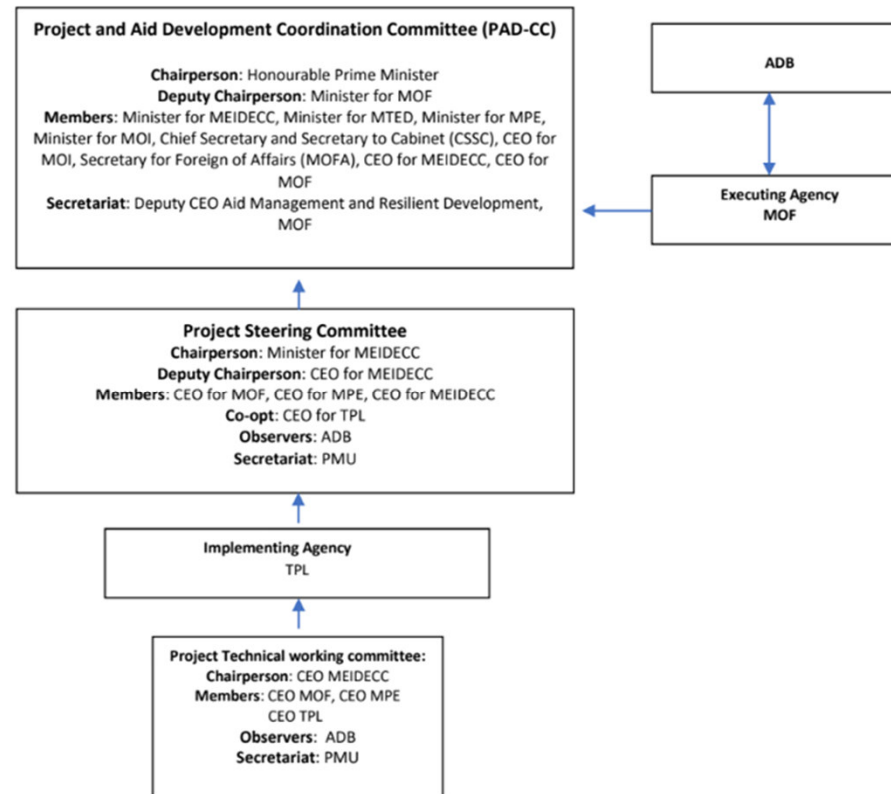 Project and Aid Development Coordination Committee (PAD-CC)
Chairperson: Honourable Prime Minister
Deputy Chairperson: Minister for MOF
Members: Minister for MEIDECC, Minister for MTED, Minister for MPE,
Minister for MOI, Chief Secretary and Secretary to Cabinet (CSSC), CEO for
MOI, Secretary for Foreign of Affairs (MOFA), CEO for MEIDECC, CEO for
MOF
Secretariat: Deputy CEO Aid Management and Resilient Development,
MOF
ADB
Executing Agency
MOF
Project Steering Committee
Chairperson: Minister for MEIDECC
Deputy Chairperson: CEO for MEIDECC
Members: CEO for MOF, CEO for MPE, CEO for MEIDECC
Co-opt: CEO for TPL
Observers: ADB
Secretariat: PMU
Implementing Agency
TPL
Project Technical working committee:
Chairperson: CEO MEIDECC
Members: CEO MOF, CEO MPE
CEO TPL
Observers: ADB
Secretariat: PMU